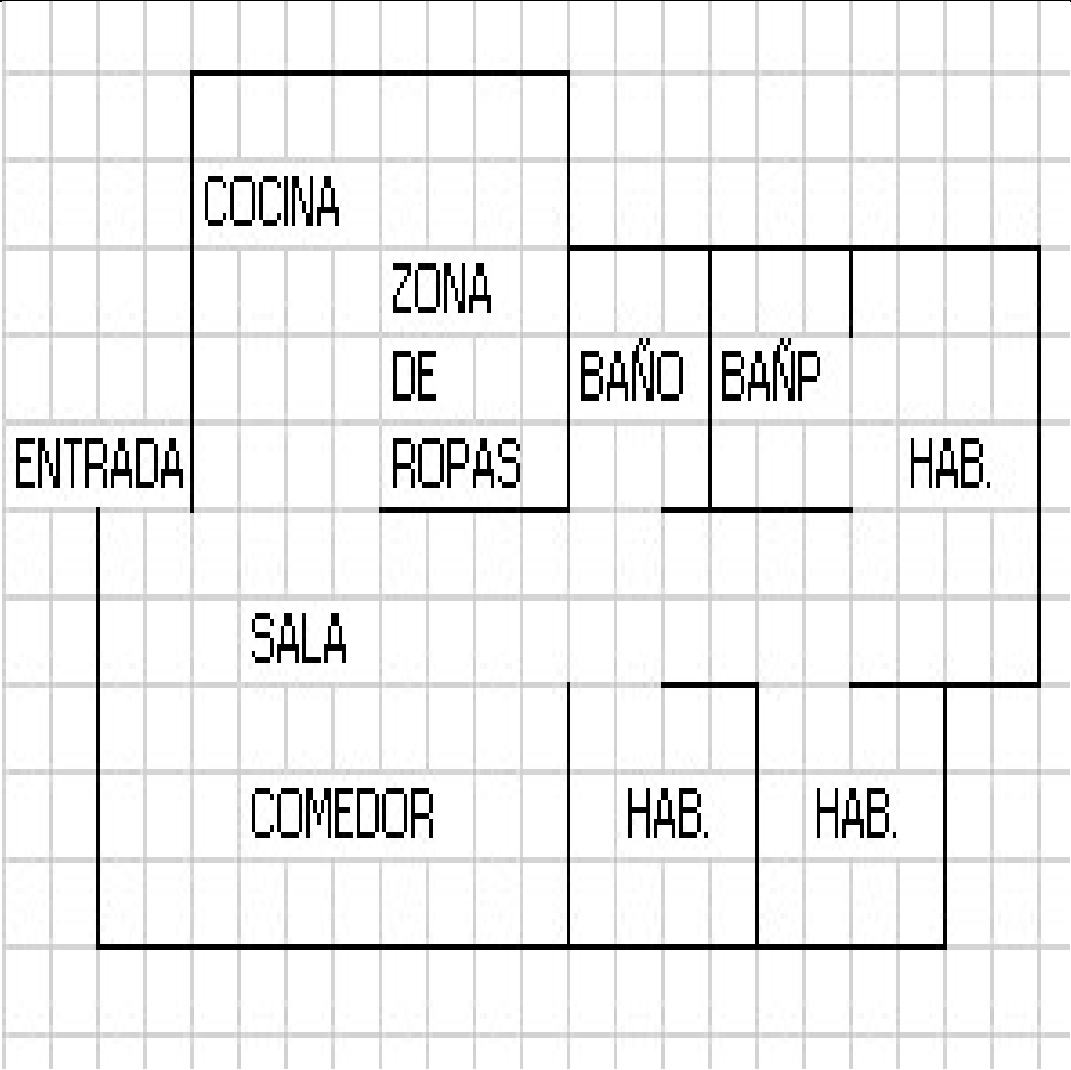 COCINA
ZONA
DE
BAÑO
BAÑP
ENTRADA
ROPAS
HAB.
SALA
COMEDOR
HAB.
HAB.